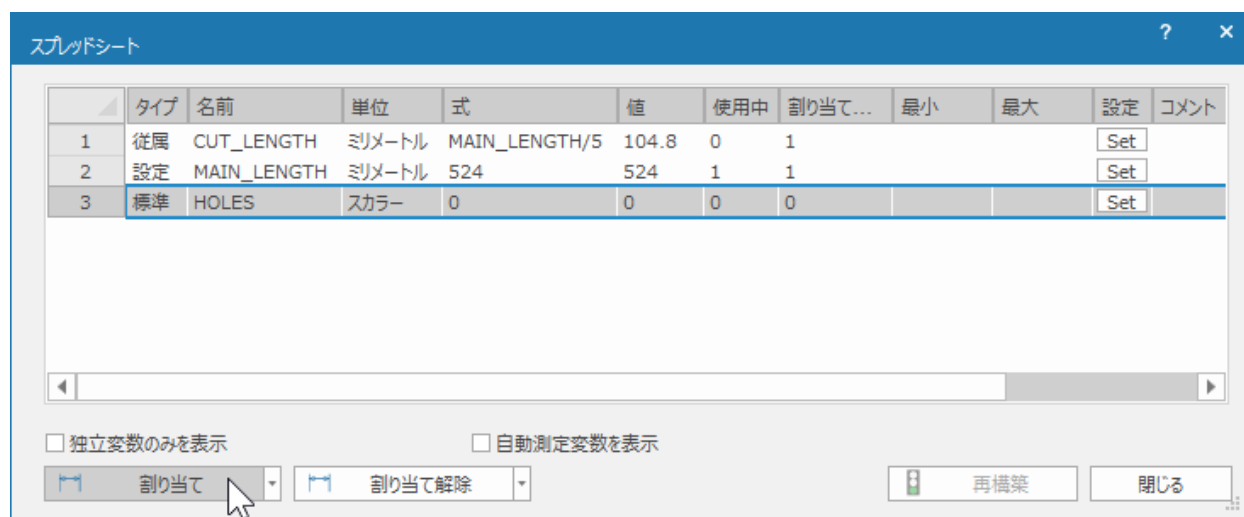 スプレッドシート ? ×
タイプ 名前 単位 式 値 使用中 割り当て... 最小 最大 設定 コメント
1 従属 CUT_LENGTH ミリメートル MAIN_LENGTH/5 104.8 0 1 Set
2 設定 MAIN_LENGTH ミリメートル 524 524 1 1 Set
3 標準 HOLES スカラー 0 0 0 0 Set
独立変数のみを表示 自動測定変数を表示
割り当て 割り当て解除 再構築 閉じる